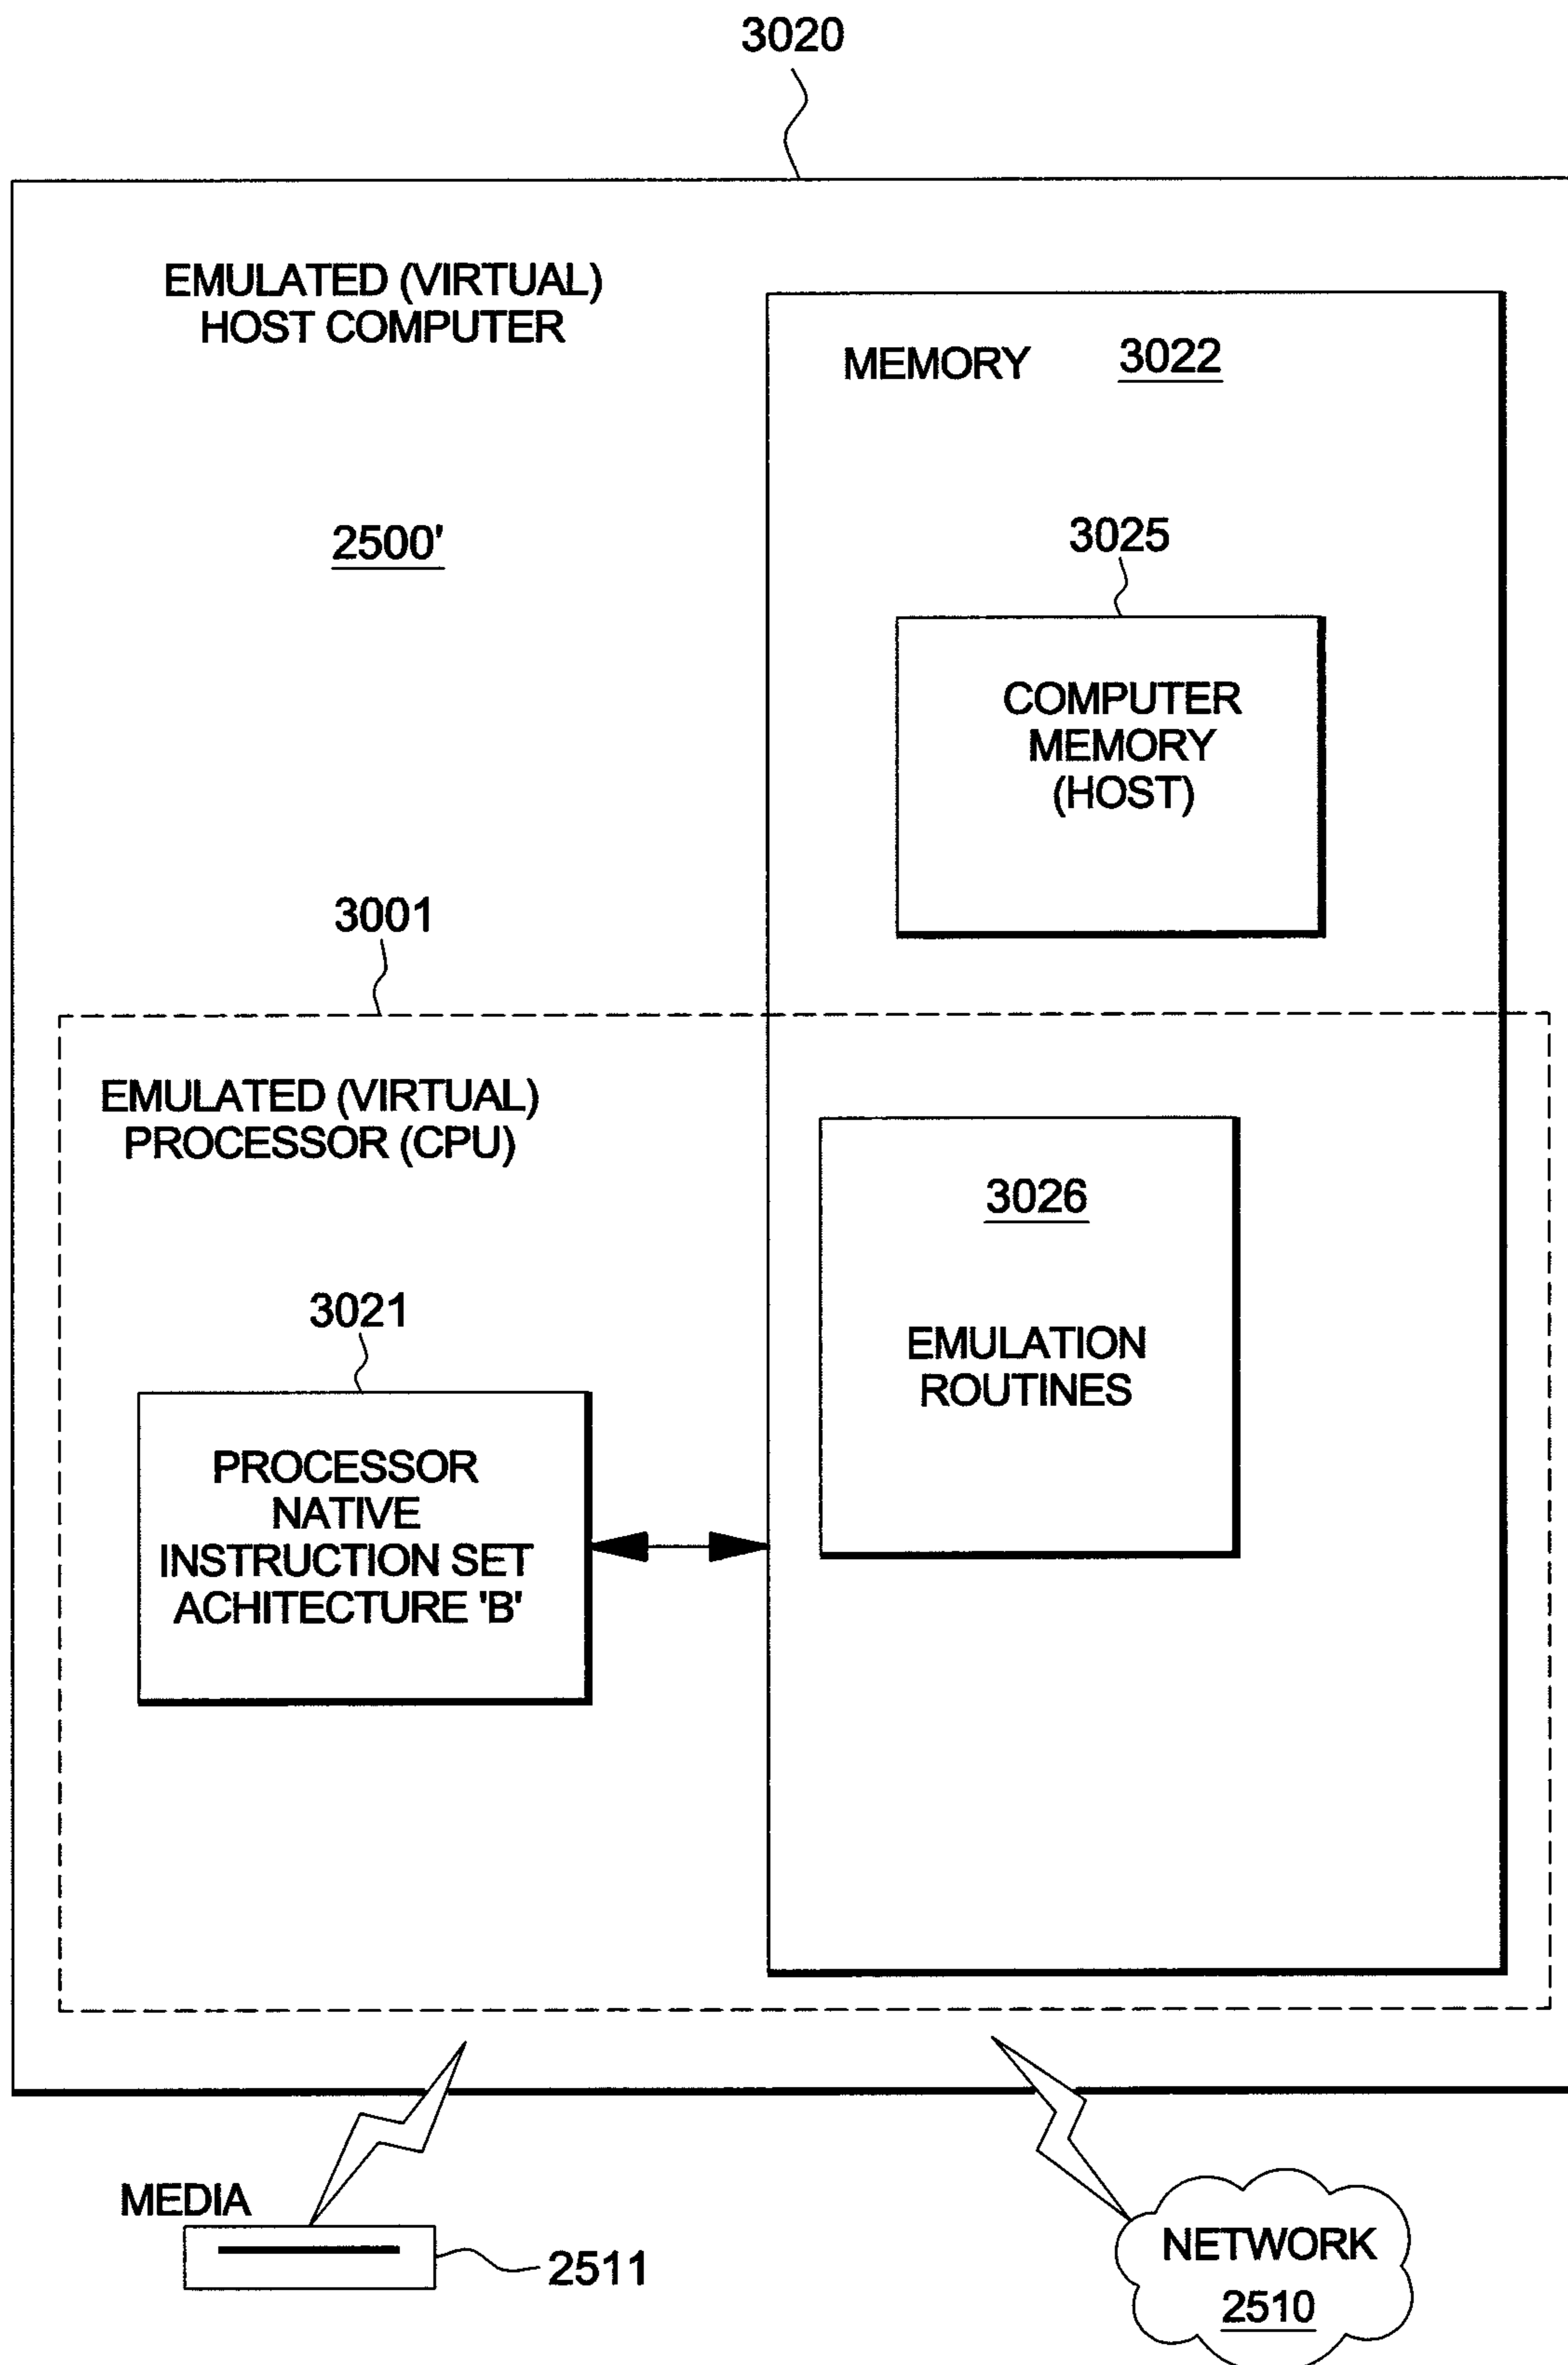 3020
EMULATED (VIRTUAL)
HOST COMPUTER
2500'
MEMORY 3022
3025
COMPUTER
MEMORY
(HOST)
3001
EMULATED (VIRTUAL)
PROCESSOR (CPU)
3026
EMULATION
ROUTINES
3021
PROCESSOR
NATIVE
INSTRUCTION SET
ACHITECTURE 'B'
MEDIA
2511
NETWORK
2510